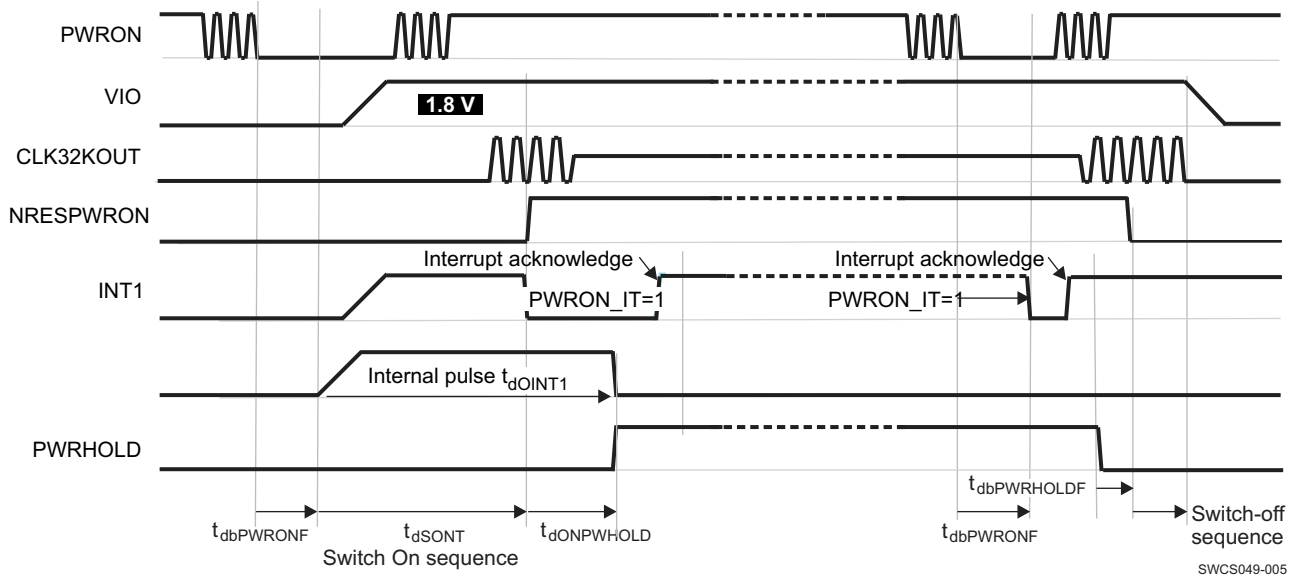 PWRON
VIO
1.8 V
CLK32KOUT
NRESPWRON
Interrupt acknowledge
Interrupt acknowledge
INT1
PWRON_IT=1
PWRON_IT=1
Internal pulse tdOINT1
PWRHOLD
tdbPWRHOLDF
tdbPWRONF
tdSONT
tdONPWHOLD
tdbPWRONF
Switch-off
sequence
Switch On sequence
SWCS049-005